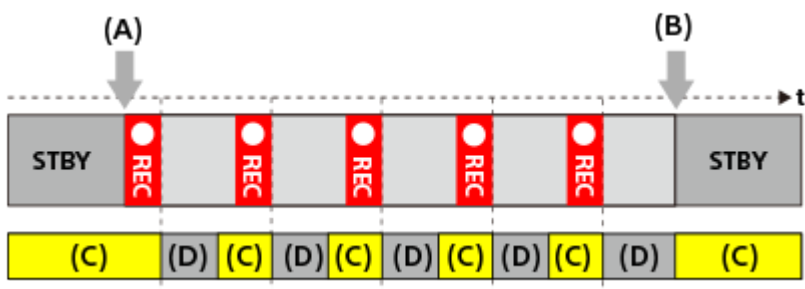 (A) (B)
t
STBY REC REC REC REC REC STBY
(C) (D) (C) (D) (C) (D) (C) (D) (C) (D) (C)